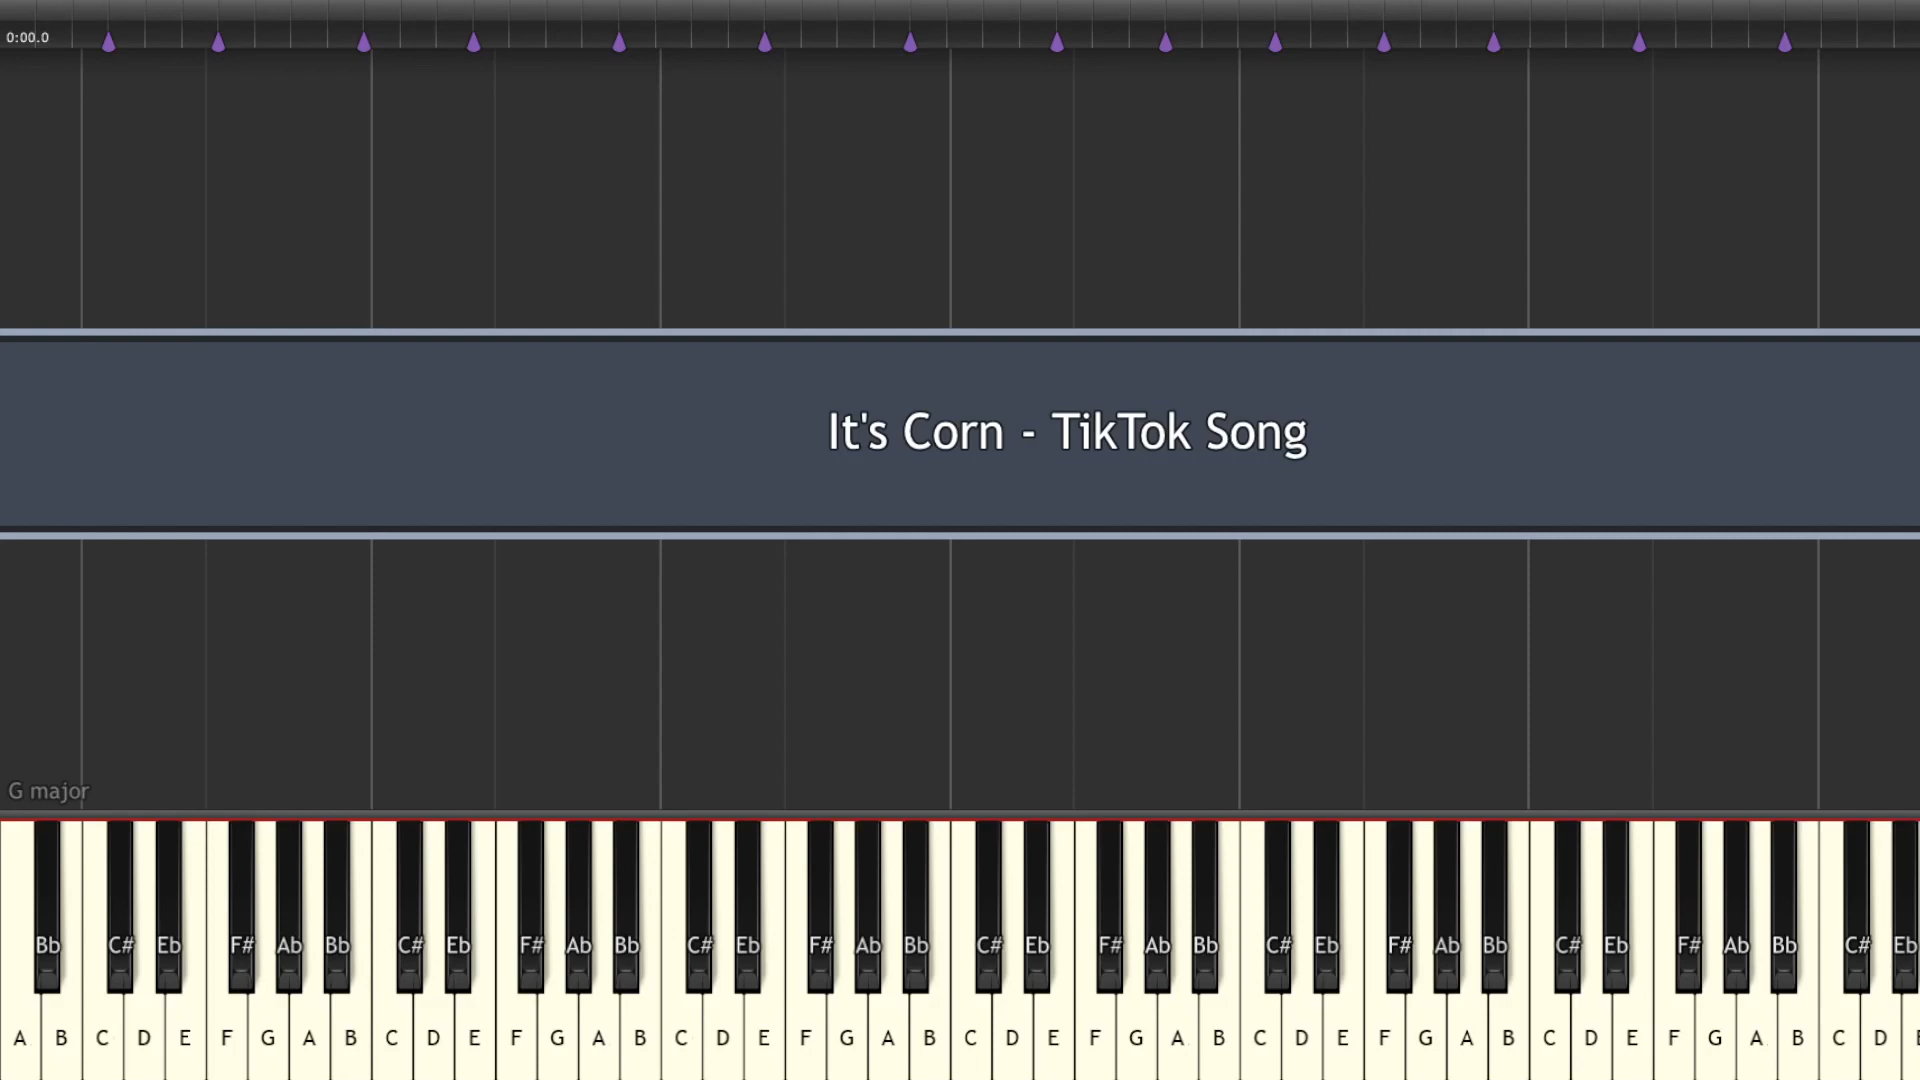 0:00.0
It's Corn - TikTok Song
G major
Bb C# Eb F# Ab Bb C# Eb F# Ab Bb C# Eb F# Ab Bb C# Eb F# Ab Bb C# Eb F# Ab Bb C# Eb F# Ab Bb C# Eb
A B C D E F G A B C D E F G A B C D E F G A B C D E F G A B C D E F G A B C D E F G A B C D